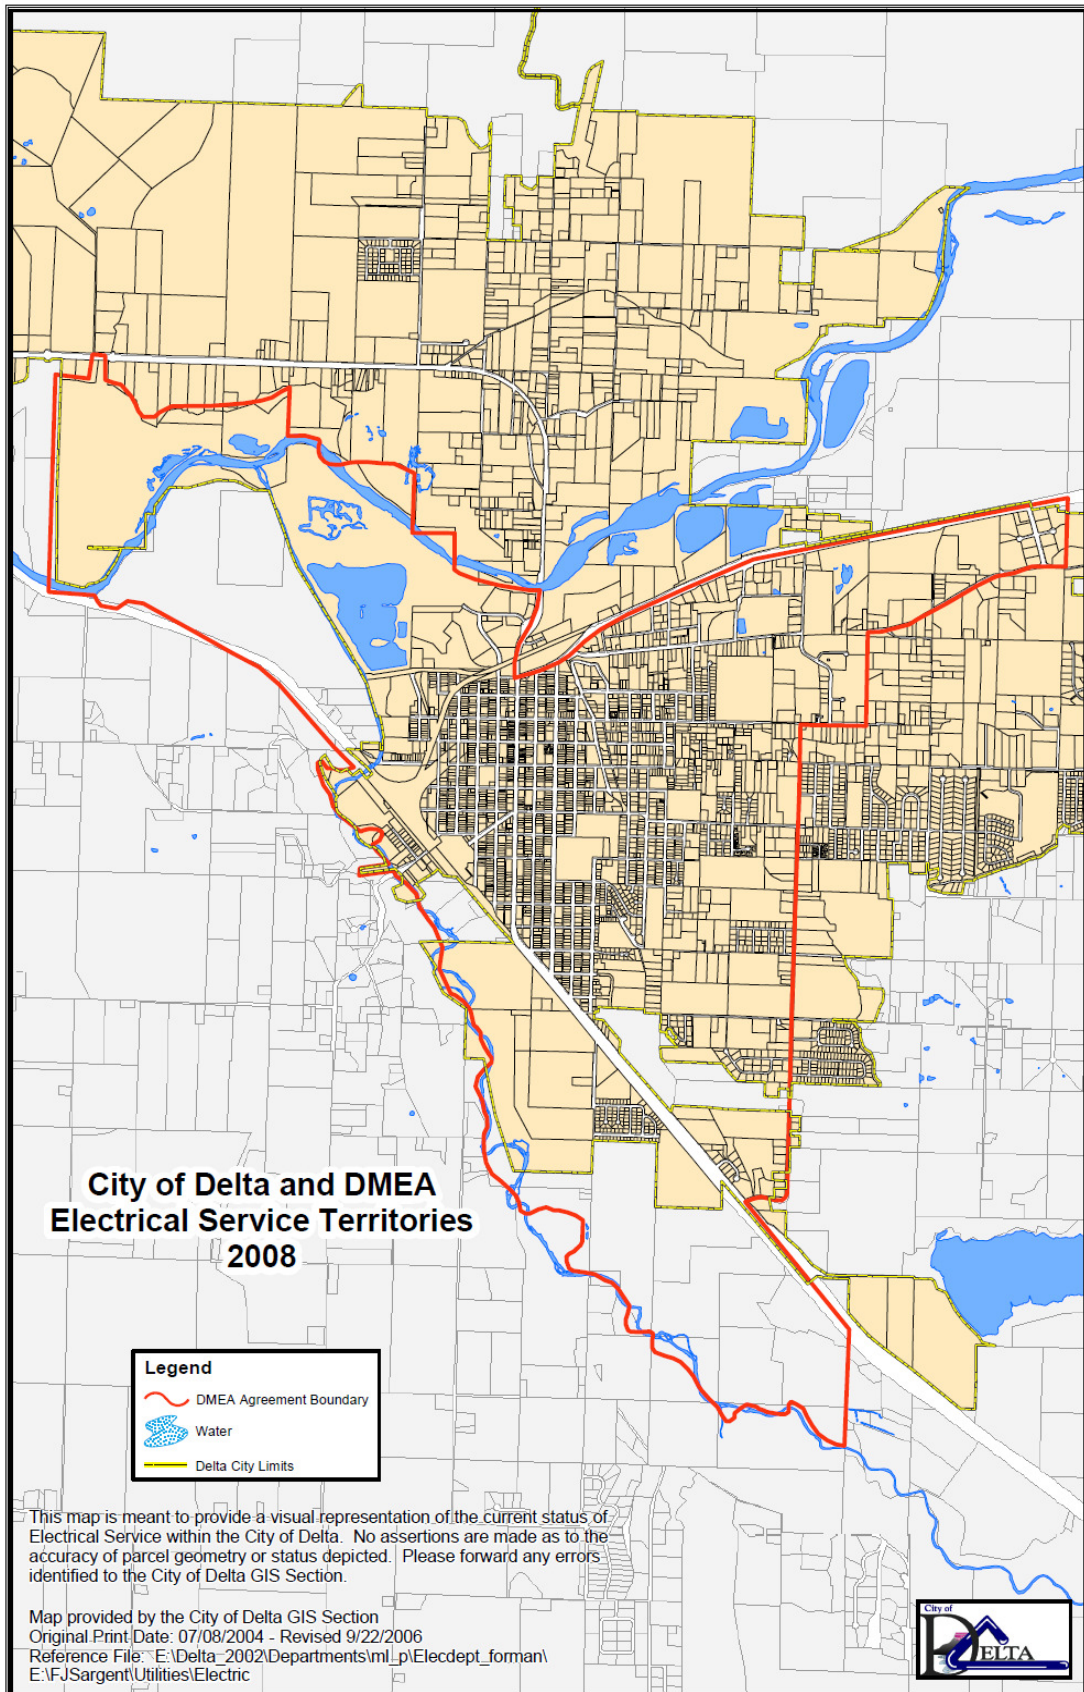 City of Delta and DMEA
Electrical Service Territories
2008
Legend
DMEA Agreement Boundary
Water
Delta City Limits
This map is meant to provide a visual representation of the current status of
Electrical Service within the City of Delta. No assertions are made as to the
accuracy of parcel geometry or status depicted. Please forward any errors
identified to the City of Delta GIS Section.
Map provided by the City of Delta GIS Section
Original Print Date: 07/08/2004 - Revised 9/22/2006
Reference File: E:\Delta_2002\Departments\ml_p\Elecdept_forman\
E:\FJSargent\Utilities\Electric
City of
DELTA